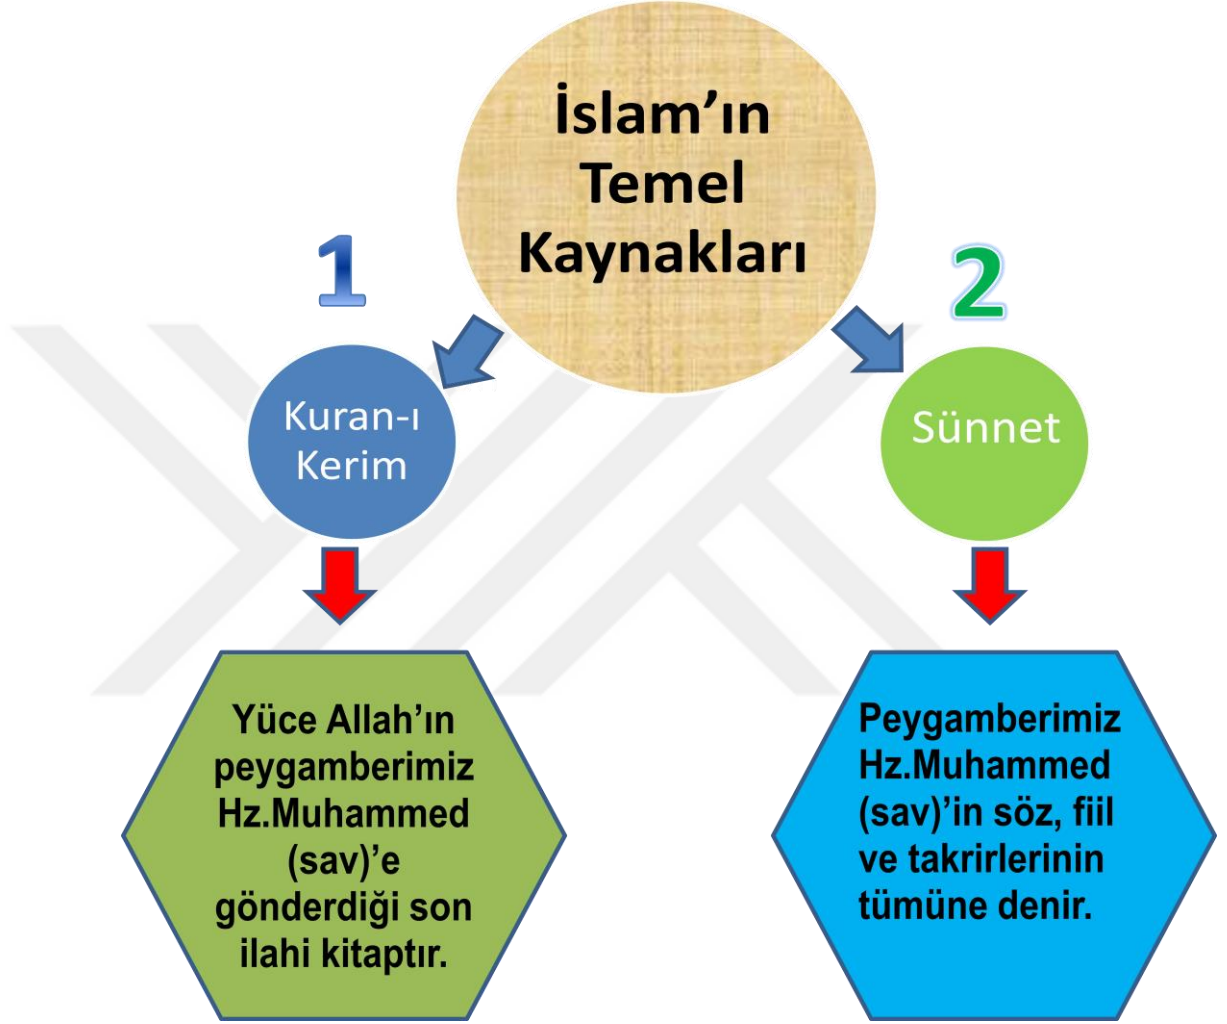 İslam’ın
Temel
Kaynakları
1
2
Kuran-ı
Kerim
Sünnet
Yüce Allah’ın
peygamberimiz
Hz.Muhammed
(sav)’e
gönderdiği son
ilahi kitaptır.
Peygamberimiz
Hz.Muhammed
(sav)’in söz, fiil
ve takrirlerinin
tümüne denir.